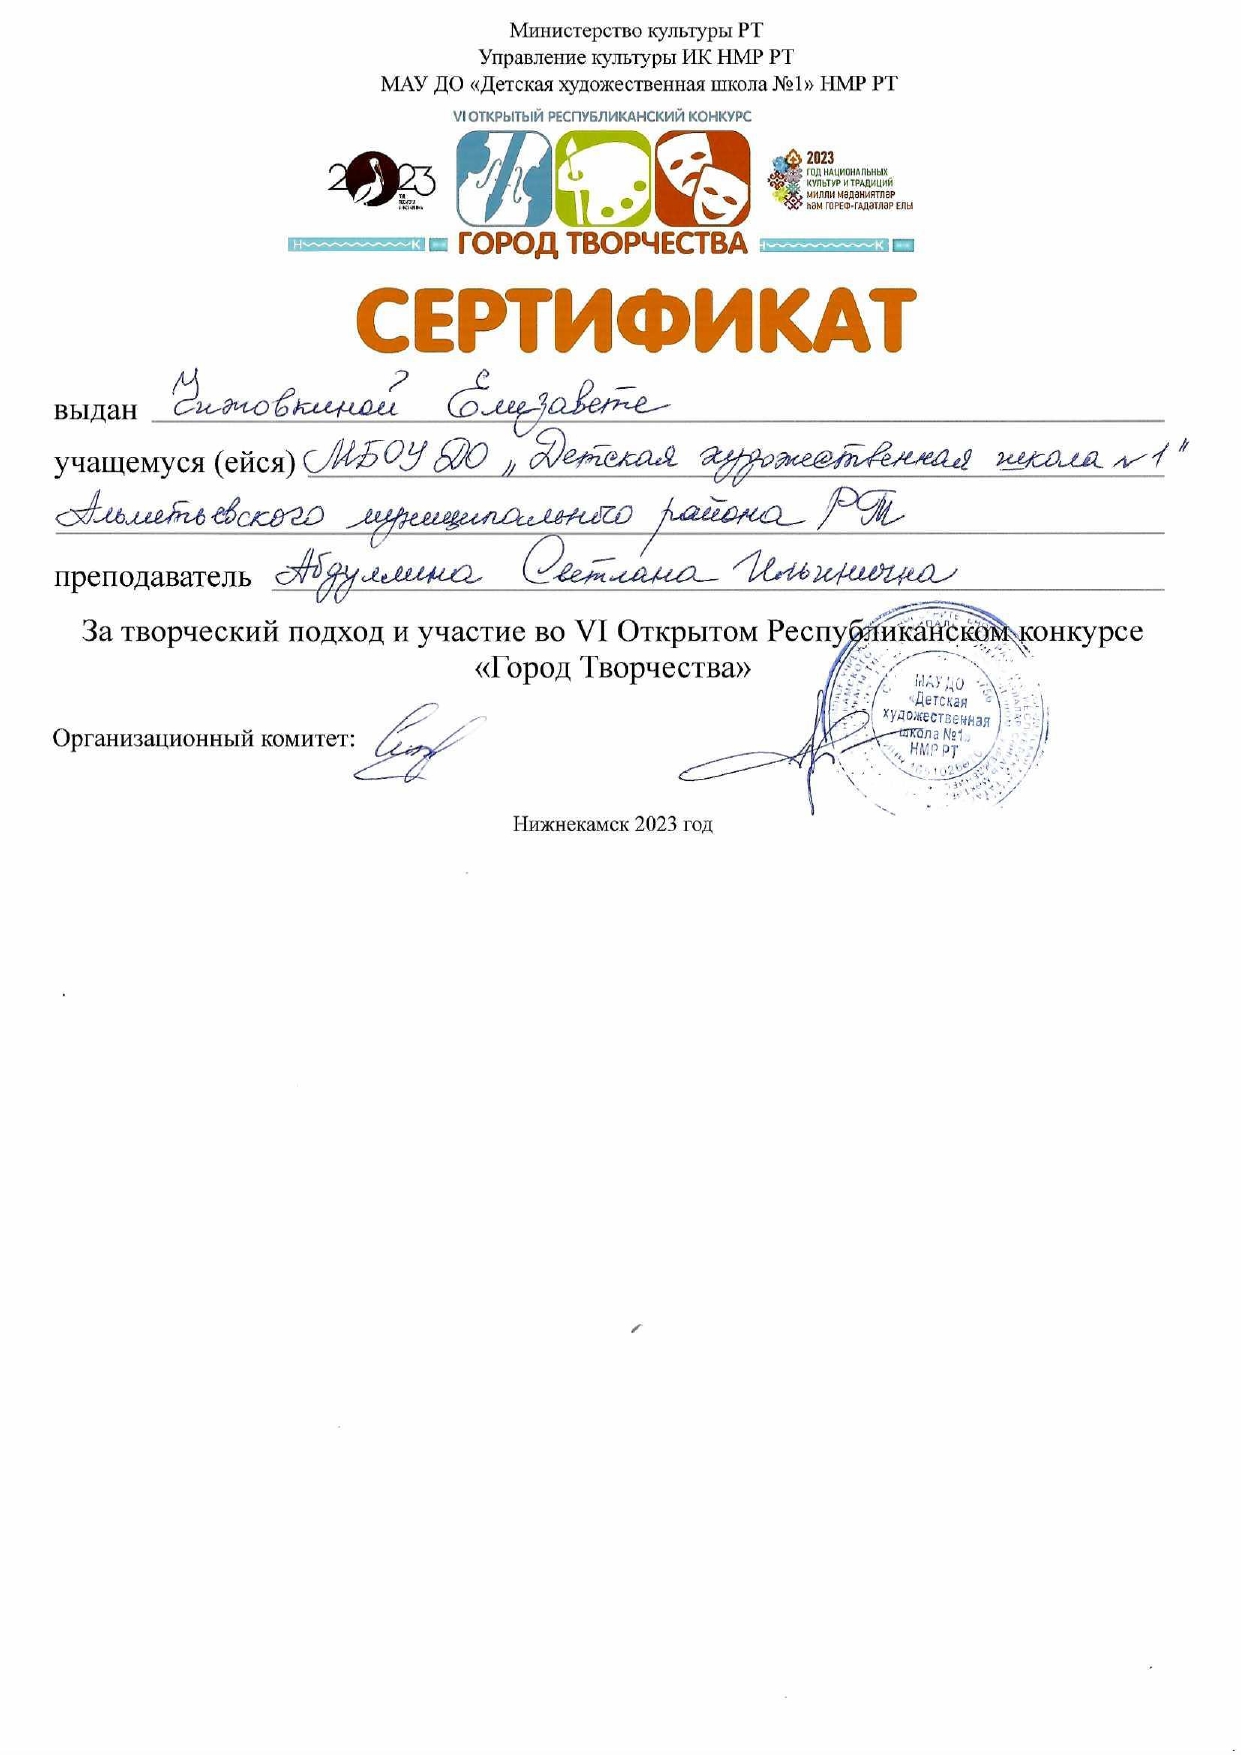 Министерство культуры РТ
Управление культуры ИК НМР РТ
МАУ ДО «Детская художественная школа №1» НМР РТ
VI ОТКРЫТЫЙ РЕСПУБЛИКАНСКИЙ КОНКУРС
2023
2023
ГОД НАЦИОНАЛЬНЫХ
КУЛЬТУР И ТРАДИЦИЙ
МИЛЛИ МӘДӘНИЯТЛӘР
ҺӘМ ГОРЕФ-ГАДӘТЛӘР ЕЛЫ
Н К ГОРОД ТВОРЧЕСТВА Н К
СЕРТИФИКАТ
выдан Чижовкиной Елизавете
учащемуся (ейся) МБОУ ДО „Детская художественная школа №1"
Альметьевского муниципального района РТ
преподаватель Абдуллина Светлана Ильинична
За творческий подход и участие во VI Открытом Республиканском конкурсе
«Город Творчества»
МАУ ДО
«Детская
художественная
школа №1»
НМР РТ
Организационный комитет:
Нижнекамск 2023 год